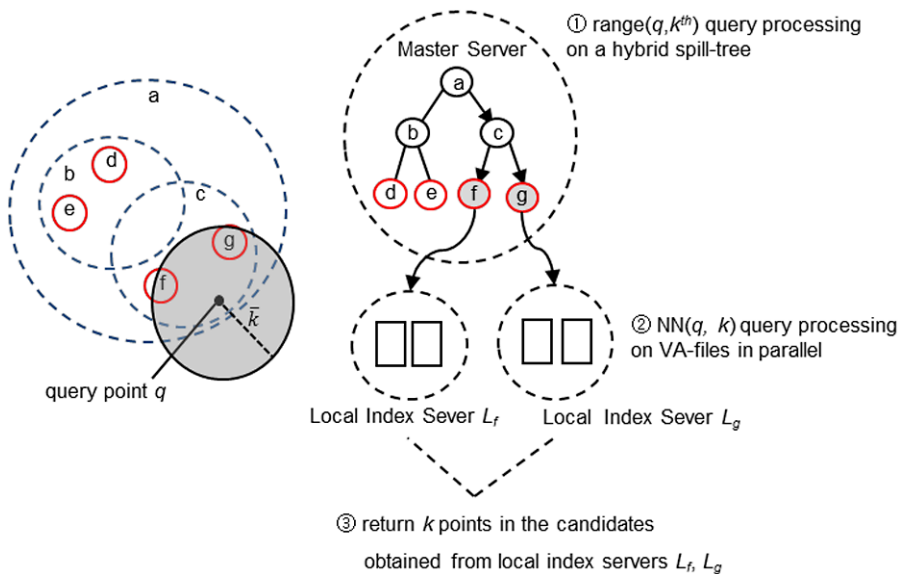 ① range(q,kth) query processing
on a hybrid spill-tree
Master Server
a
b
c
d
e
f
g
a
b
d
e
c
g
f
k̄
query point q
② NN(q, k) query processing
on VA-files in parallel
Local Index Sever Lf
Local Index Sever Lg
③ return k points in the candidates
obtained from local index servers Lf, Lg